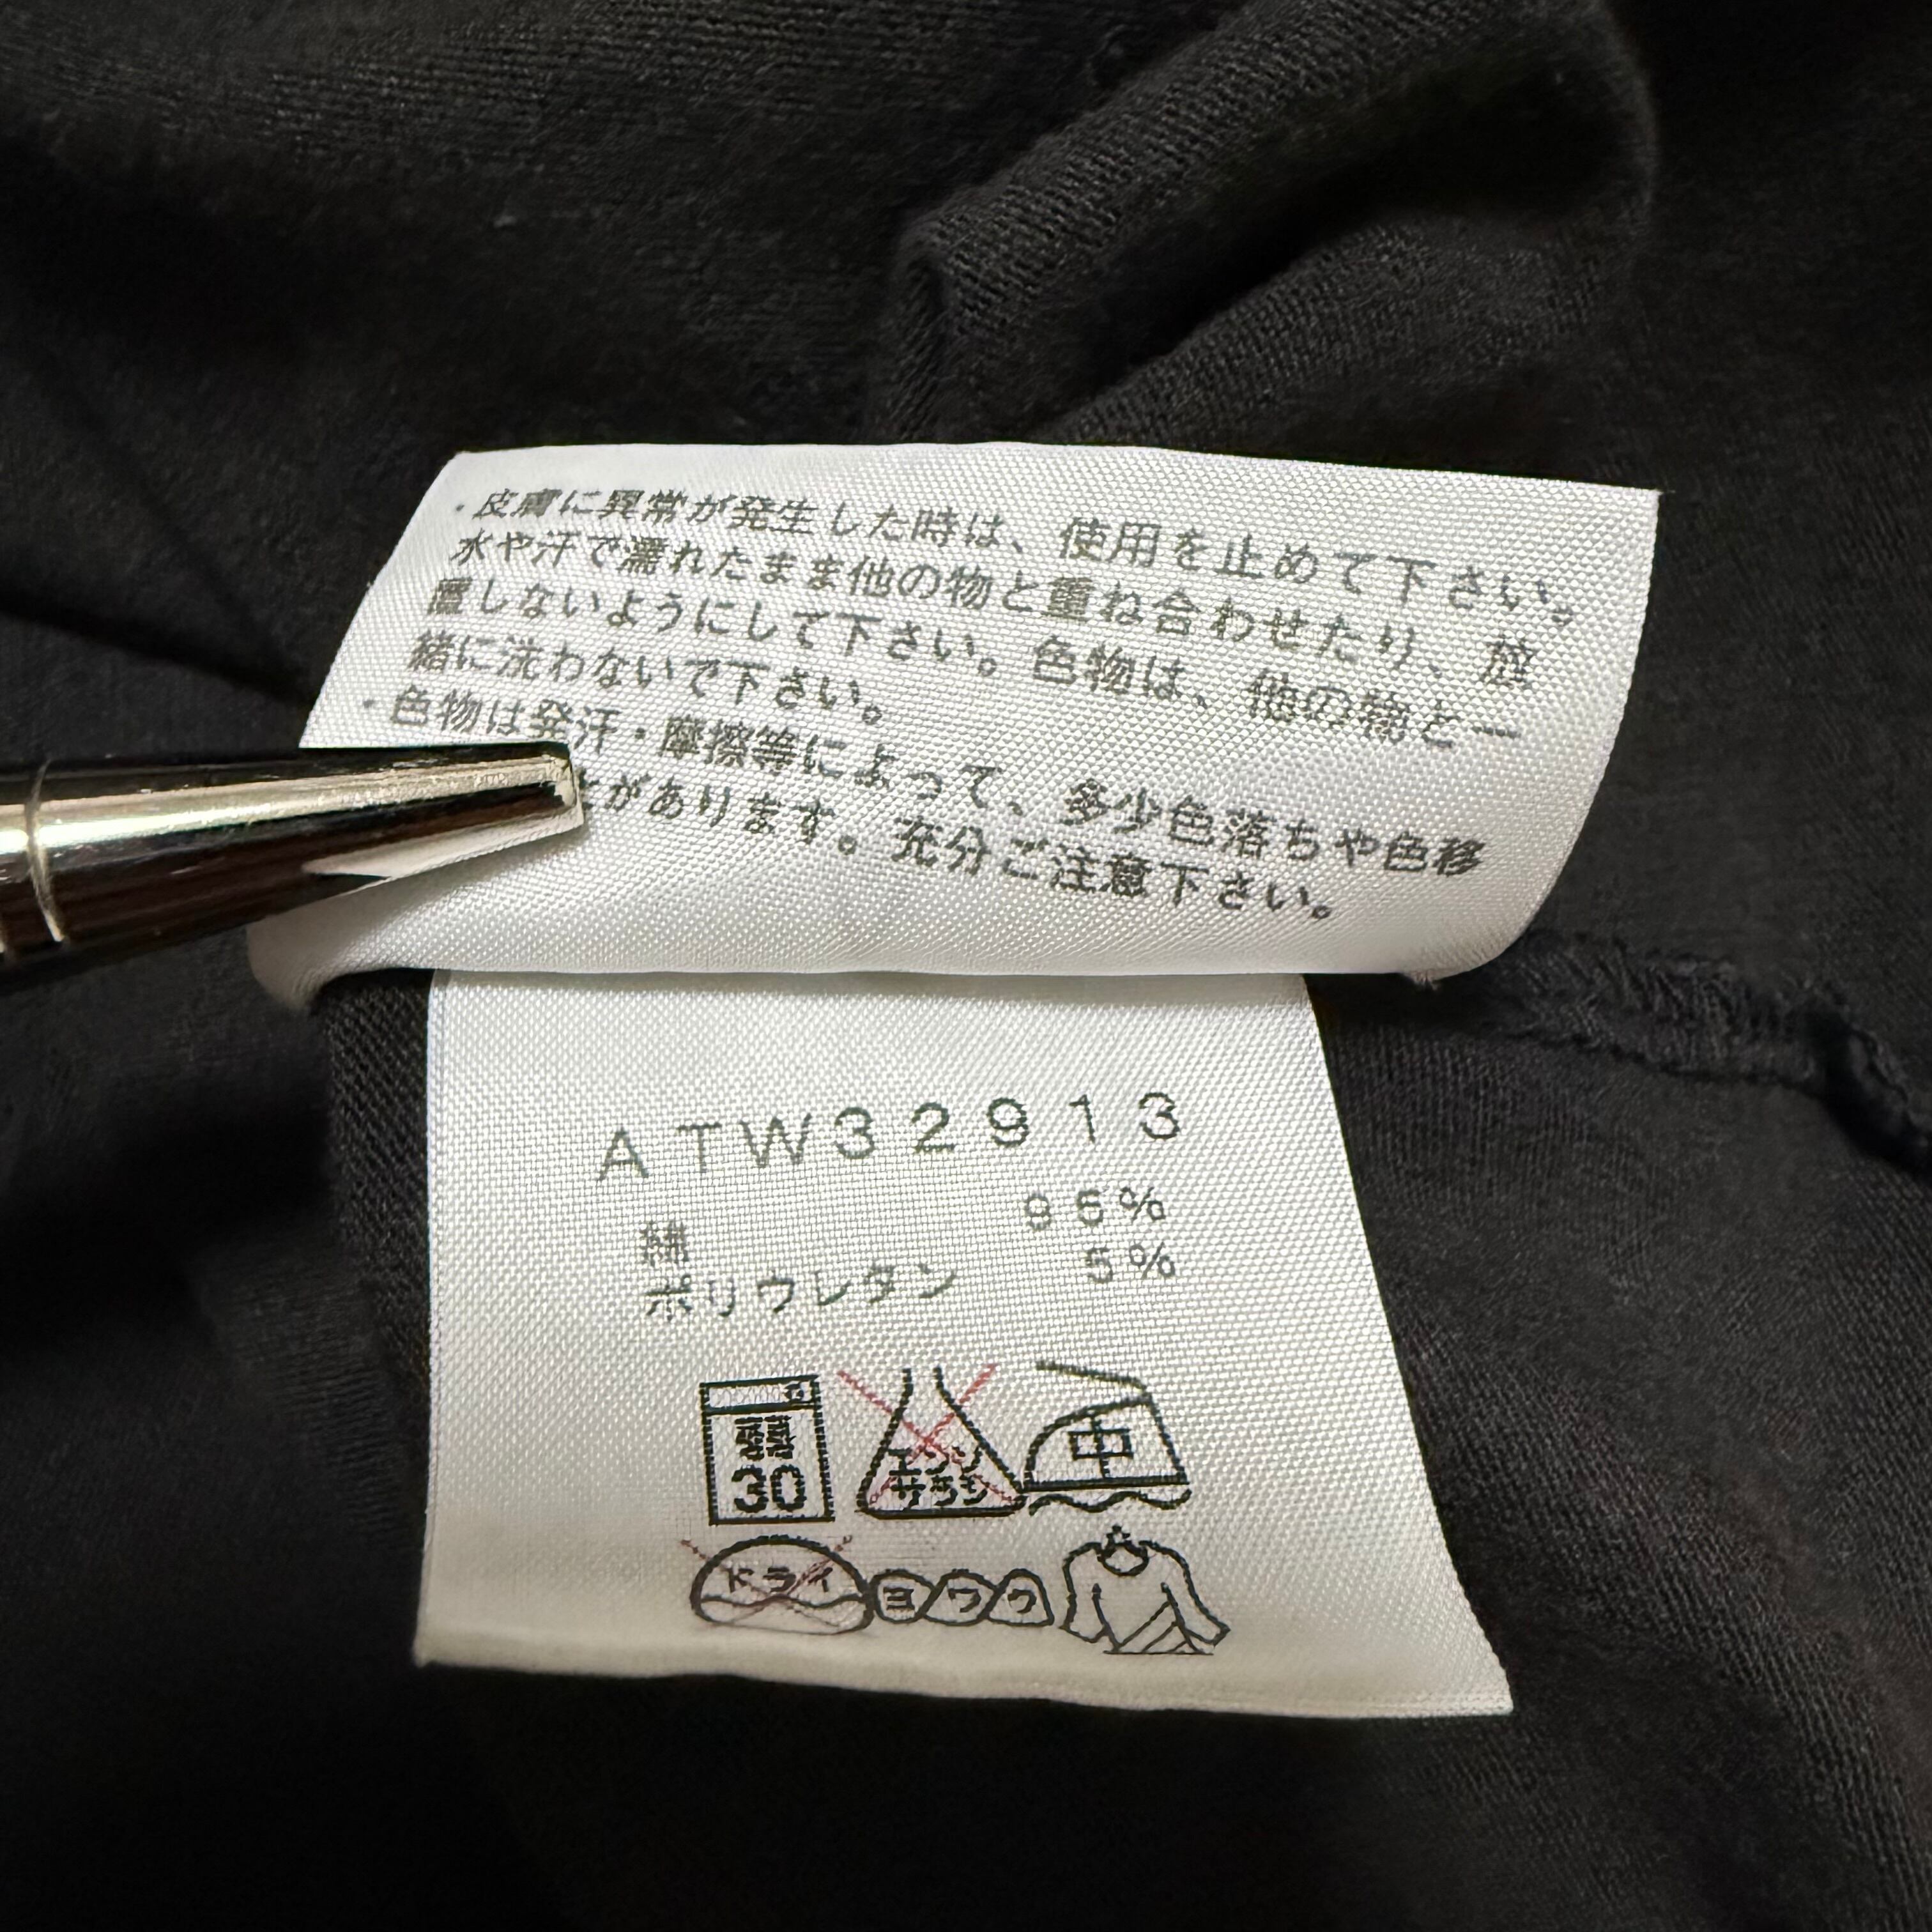 ・皮膚に異常が発生した時は、使用を止めて下さい。
水や汗で濡れたまま他の物と重ね合わせたり、放
置しないようにして下さい。色物は、他の物と一
緒に洗わないで下さい。
・色物は発汗・摩擦等によって、多少色落ちや色移
があります。充分ご注意下さい。
ATW32913
綿 95%
ポリウレタン 5%
30
エンソ
サラシ
中
ドライ
ヨワク